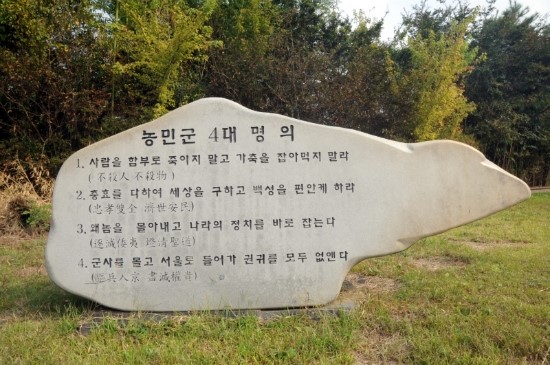 농민군 4대 명의
1. 사람을 함부로 죽이지 말고 가축을 잡아먹지 말라
(不殺人 不殺物)
2. 충효를 다하여 세상을 구하고 백성을 편안케 하라
(忠孝雙全 濟世安民)
3. 왜놈을 몰아내고 나라의 정치를 바로 잡는다
(逐滅倭夷 澄清聖道)
4. 군사를 몰고 서울로 들어가 권귀를 모두 없앤다
(驅兵入京 盡滅權貴)